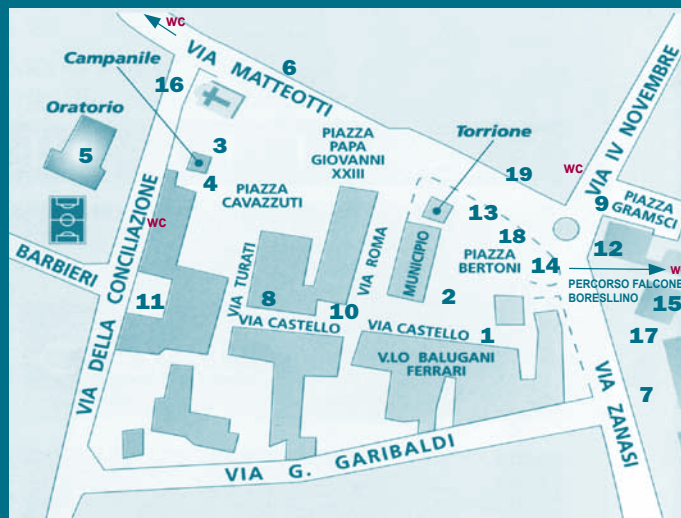 WC
VIA MATTEOTTI
6
Campanile
16
Oratorio
5
3
4
PIAZZA
PAPA
GIOVANNI
XXIII
PIAZZA
CAVAZZUTI
Torrione
19
WC
VIA IV NOVEMBRE
9
PIAZZA
GRAMSCI
12
13
18
PIAZZA
BERTONI
14
PERCORSO FALCONE
BORESLLINO
15
17
7
WC
BARBIERI
VIA DELLA CONCILIAZIONE
11
VIA TURATI
8
VIA ROMA
MUNICIPIO
2
10
VIA CASTELLO
VIA CASTELLO
1
V.LO BALUGANI
FERRARI
VIA ZANASI
VIA G. GARIBALDI